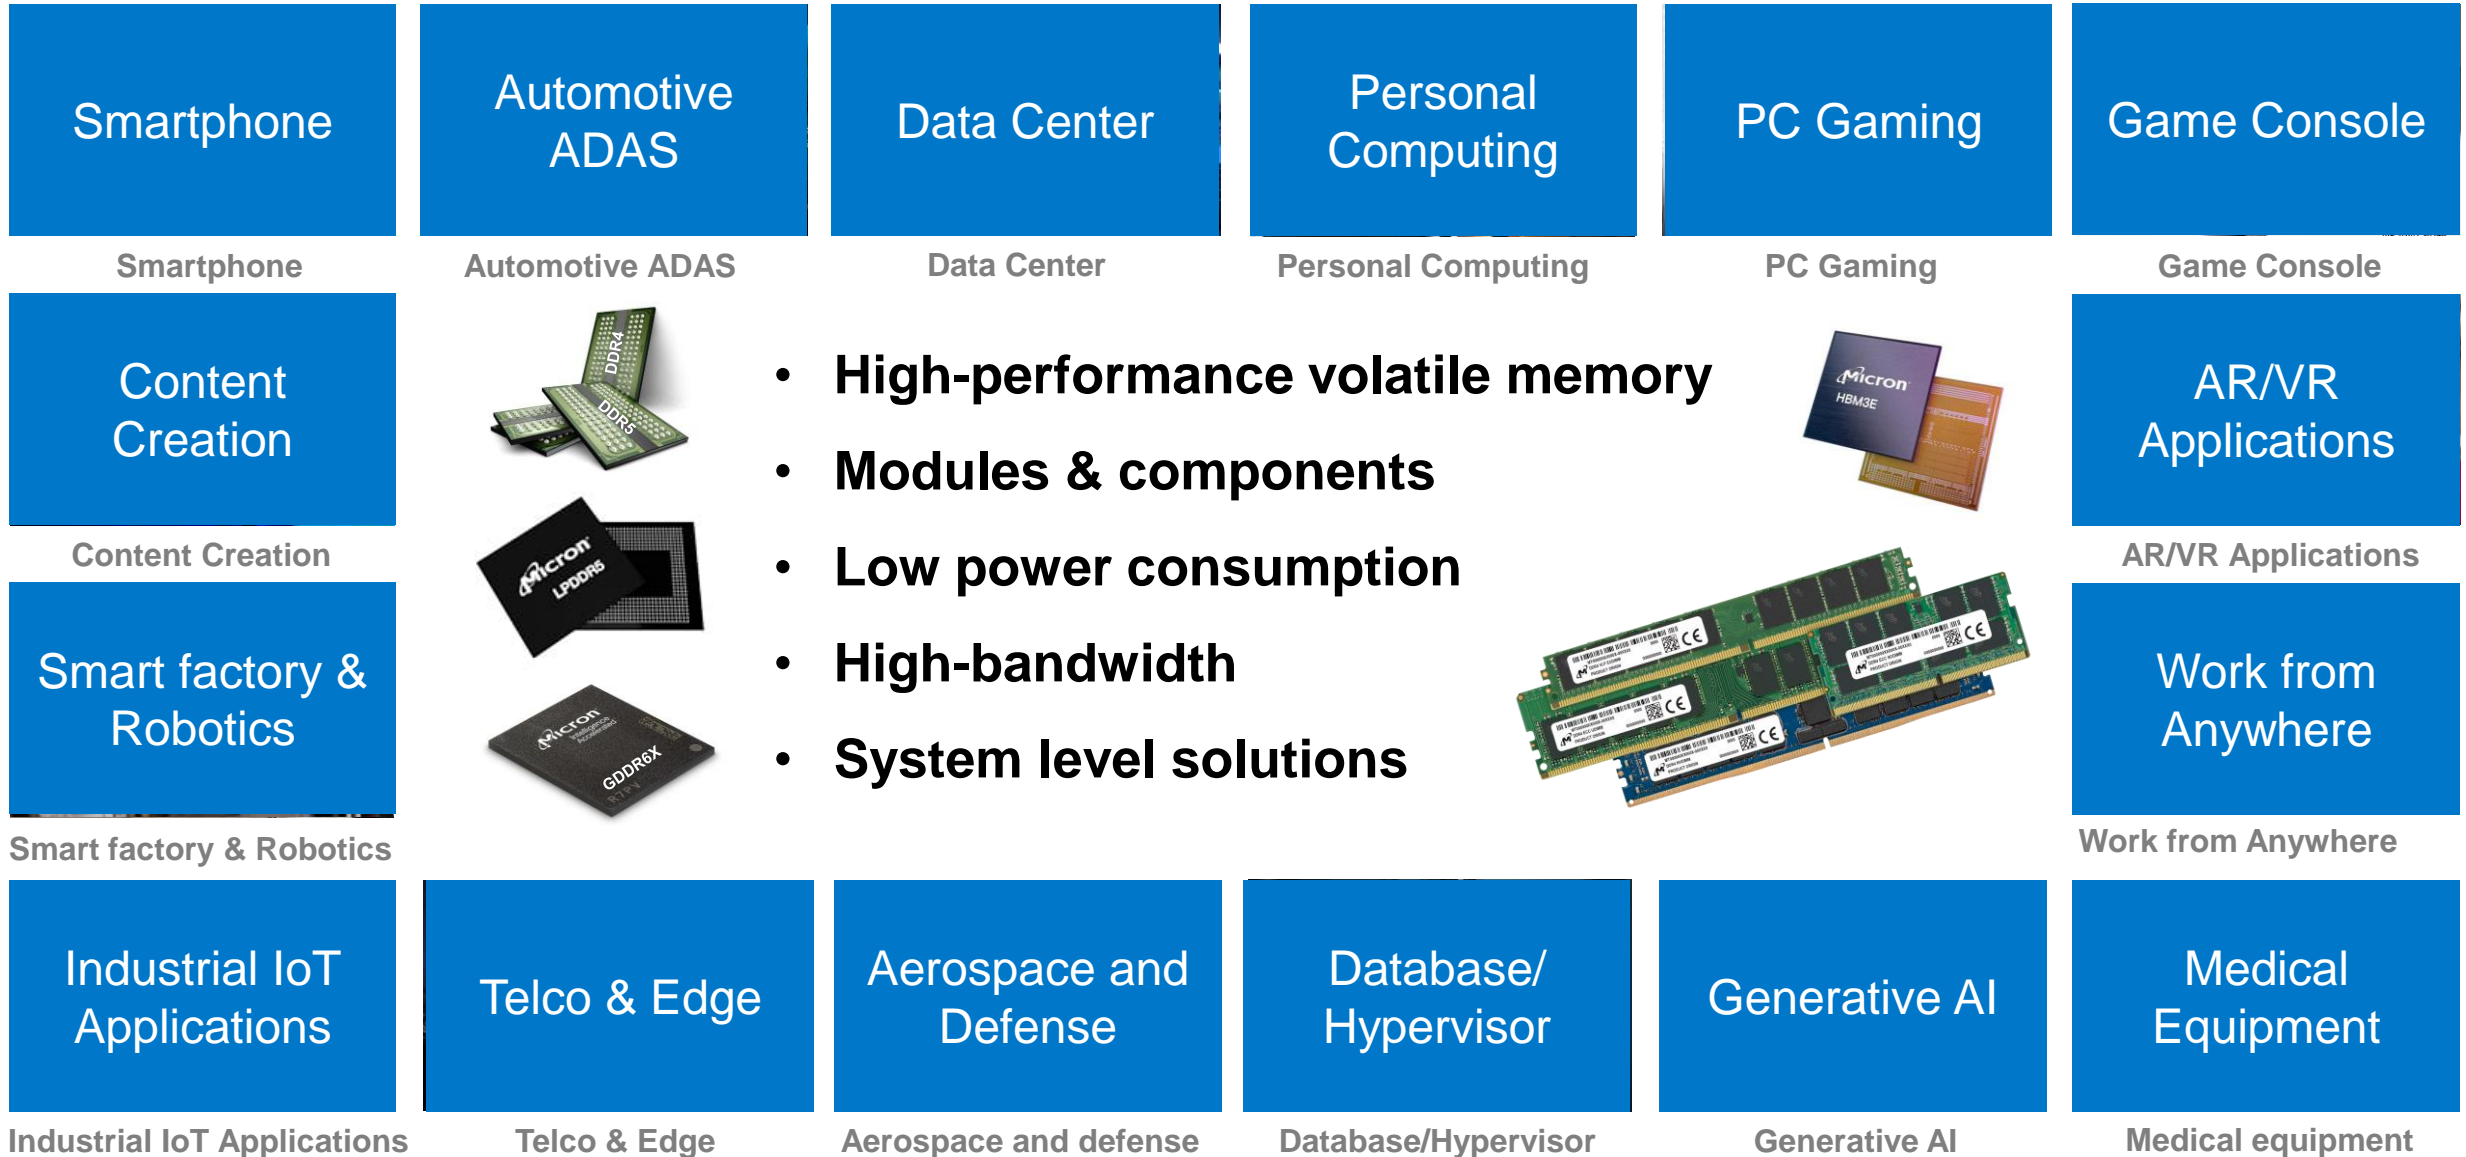 Smartphone
Automotive
ADAS
Data Center
Personal
Computing
PC Gaming
Game Console
Smartphone
Automotive ADAS
Data Center
Personal Computing
PC Gaming
Game Console
Content
Creation
DDR4
DDR5
• High-performance volatile memory
Micron
HBM3E
AR/VR
Applications
• Modules & components
Content Creation
Micron
LPDDR5
• Low power consumption
AR/VR Applications
Smart factory &
Robotics
• High-bandwidth
Work from
Anywhere
Micron
Intelligence
Accelerated
GDDR6X
R7PV
• System level solutions
Smart factory & Robotics
Work from Anywhere
Industrial IoT
Applications
Telco & Edge
Aerospace and
Defense
Database/
Hypervisor
Generative AI
Medical
Equipment
Industrial IoT Applications
Telco & Edge
Aerospace and defense
Database/Hypervisor
Generative AI
Medical equipment